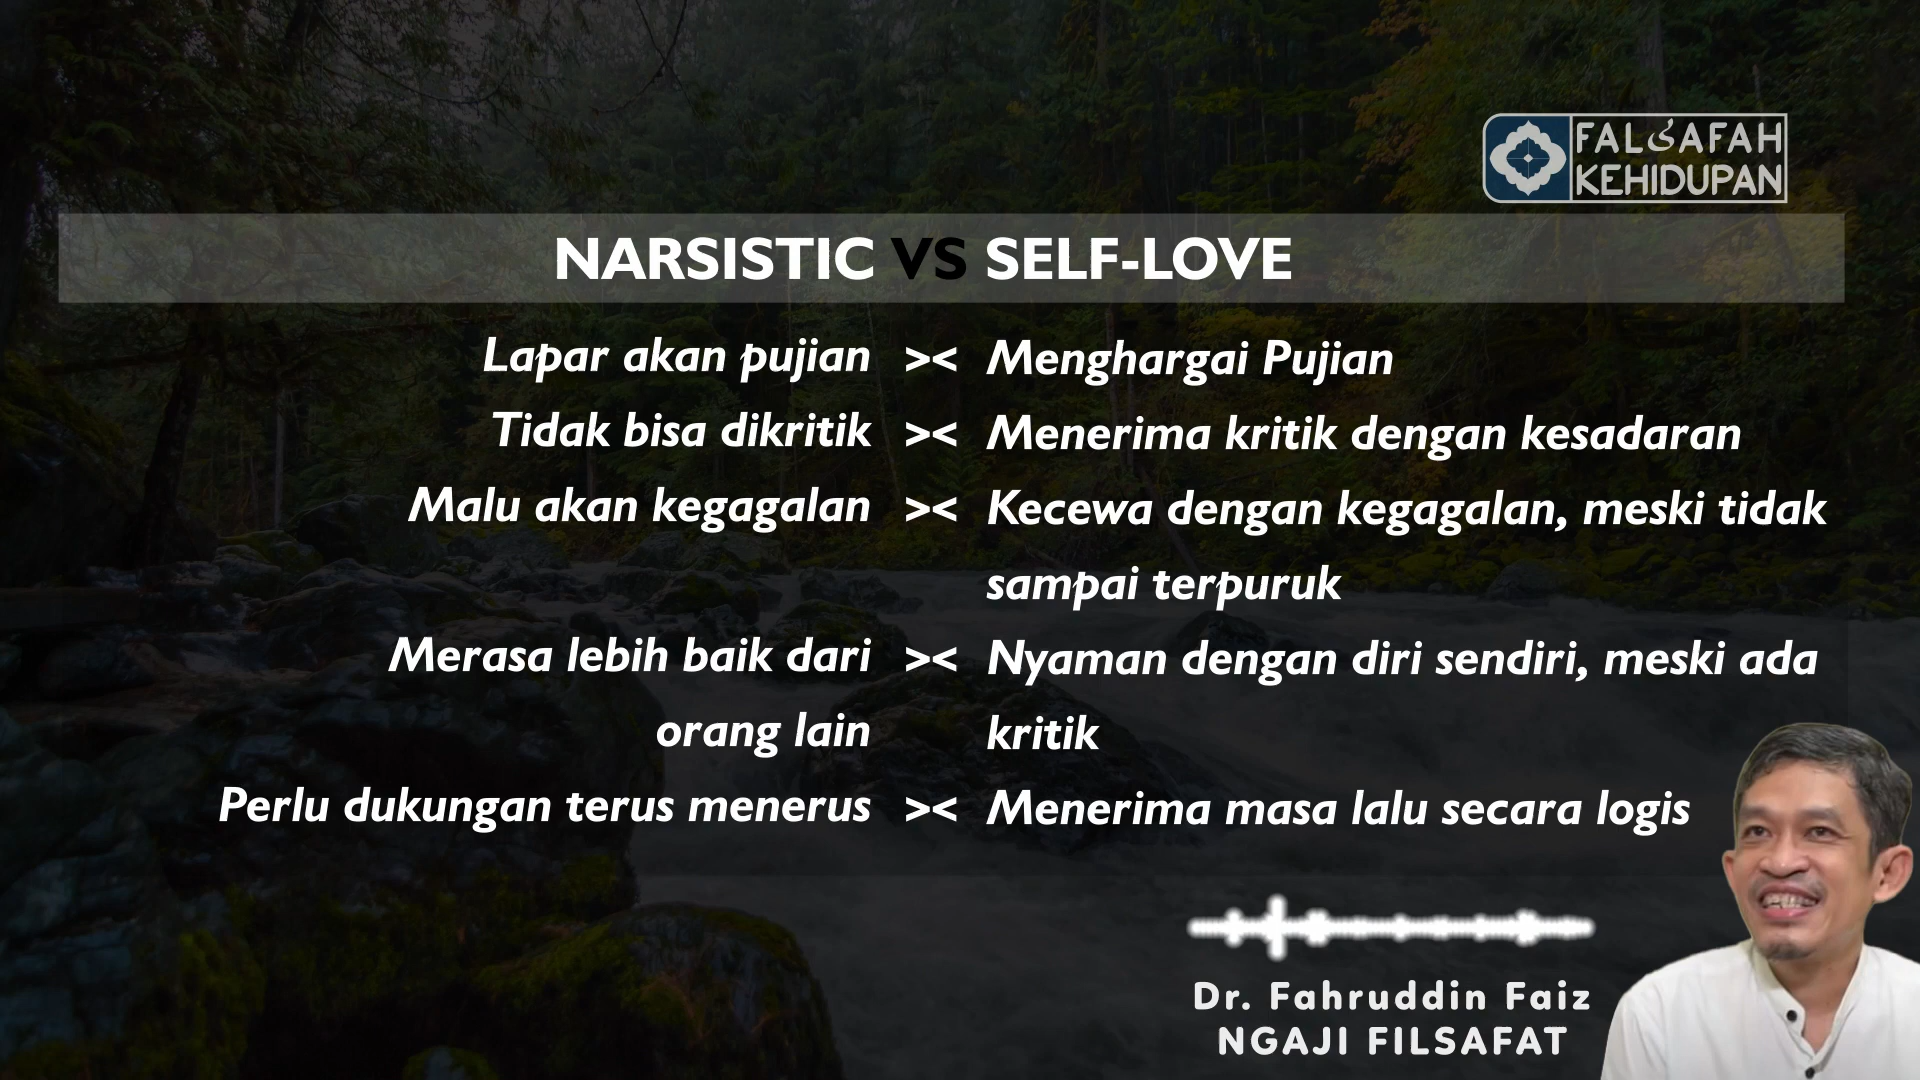 FALSAFAH
KEHIDUPAN
NARSISTIC VS SELF-LOVE
Lapar akan pujian >< Menghargai Pujian
Tidak bisa dikritik >< Menerima kritik dengan kesadaran
Malu akan kegagalan >< Kecewa dengan kegagalan, meski tidak
sampai terpuruk
Merasa lebih baik dari >< Nyaman dengan diri sendiri, meski ada
orang lain kritik
Perlu dukungan terus menerus >< Menerima masa lalu secara logis
Dr. Fahruddin Faiz
NGAJI FILSAFAT